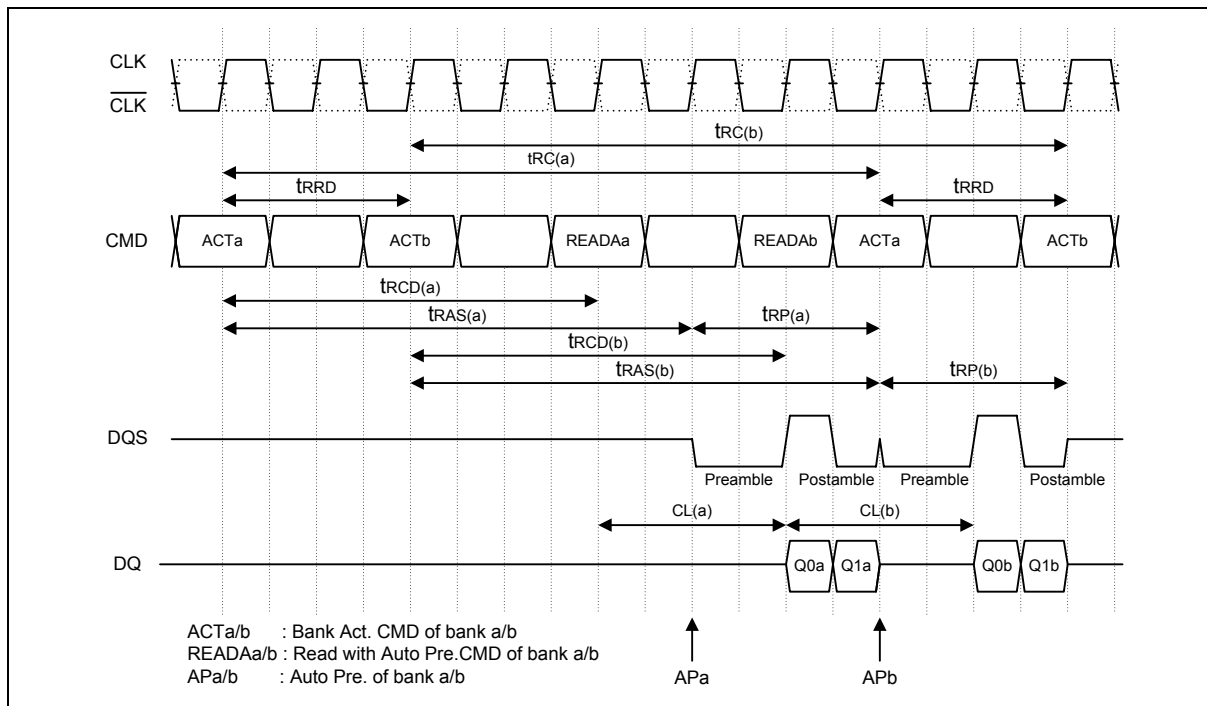 CLK
CLK
tRC(b)
tRC(a)
tRRD tRRD
CMD ACTa ACTb READAa READAb ACTa ACTb
tRCD(a)
tRAS(a) tRP(a)
tRCD(b)
tRAS(b) tRP(b)
DQS
Preamble Postamble Preamble Postamble
CL(a) CL(b)
DQ Q0a Q1a Q0b Q1b
ACTa/b : Bank Act. CMD of bank a/b
READAa/b : Read with Auto Pre.CMD of bank a/b
APa/b : Auto Pre. of bank a/b
APa APb